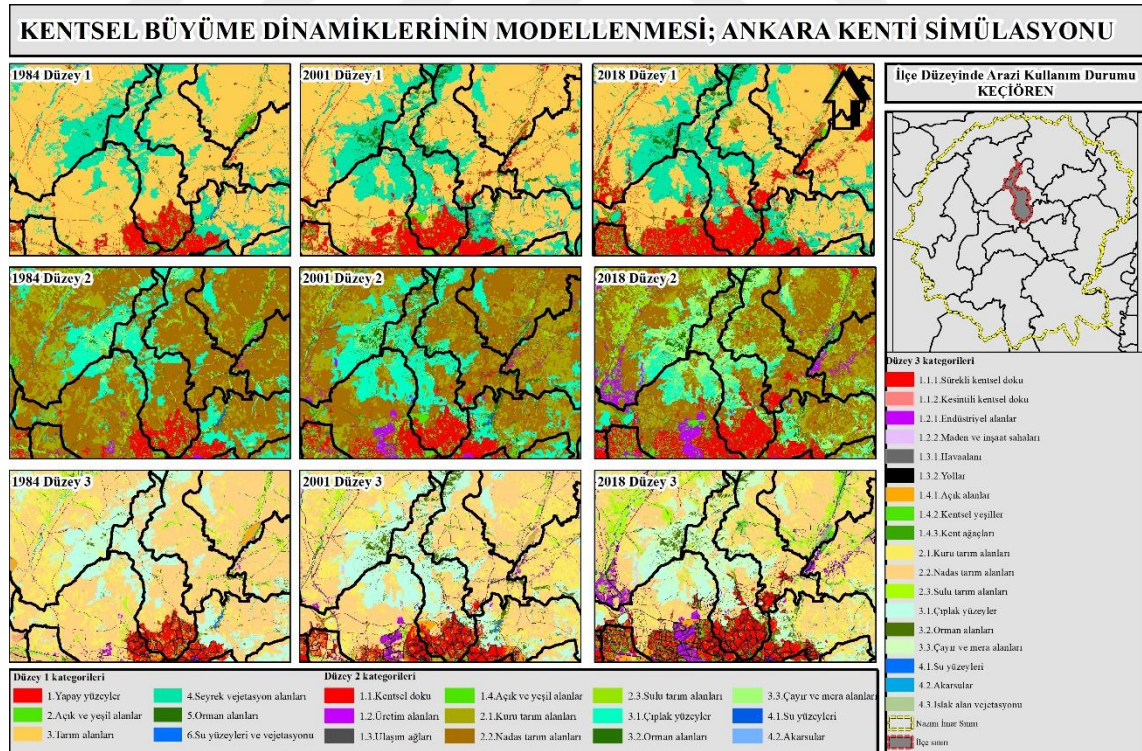 KENTSEL BÜYÜME DİNAMİKLERİNİN MODELLENMESİ; ANKARA KENTİ SİMÜLASYONU
1984 Düzey 1
2001 Düzey 1
2018 Düzey 1
İlçe Düzeyinde Arazi Kullanım Durumu
KEÇİÖREN
1984 Düzey 2
2001 Düzey 2
2018 Düzey 2
1984 Düzey 3
2001 Düzey 3
2018 Düzey 3
Düzey 3 kategorileri
1.1.1.Sürekli kentsel doku
1.1.2.Kesintili kentsel doku
1.2.1.Endüstriyel alanlar
1.2.2.Maden ve inşaat sahaları
1.3.1.Havaalanı
1.3.2.Yollar
1.4.1.Açık alanlar
1.4.2.Kentsel yeşiller
1.4.3.Kent ağaçları
2.1.Kuru tarım alanları
2.2.Nadas tarım alanları
2.3.Sulu tarım alanları
3.1.Çıplak yüzeyler
3.2.Orman alanları
3.3.Çayır ve mera alanları
4.1.Su yüzeyleri
4.2.Akarsular
4.3.Islak alan vejetasyonu
Nazım İmar Sınırı
İlçe sınırı
Düzey 1 kategorileri
1.Yapay yüzeyler
2.Açık ve yeşil alanlar
3.Tarım alanları
4.Seyrek vejetasyon alanları
5.Orman alanları
6.Su yüzeyleri ve vejetasyonu
Düzey 2 kategorileri
1.1.Kentsel doku
1.2.Üretim alanları
1.3.Ulaşım ağları
1.4.Açık ve yeşil alanlar
2.1.Kuru tarım alanları
2.2.Nadas tarım alanları
2.3.Sulu tarım alanları
3.1.Çıplak yüzeyler
3.2.Orman alanları
3.3.Çayır ve mera alanları
4.1.Su yüzeyleri
4.2.Akarsular